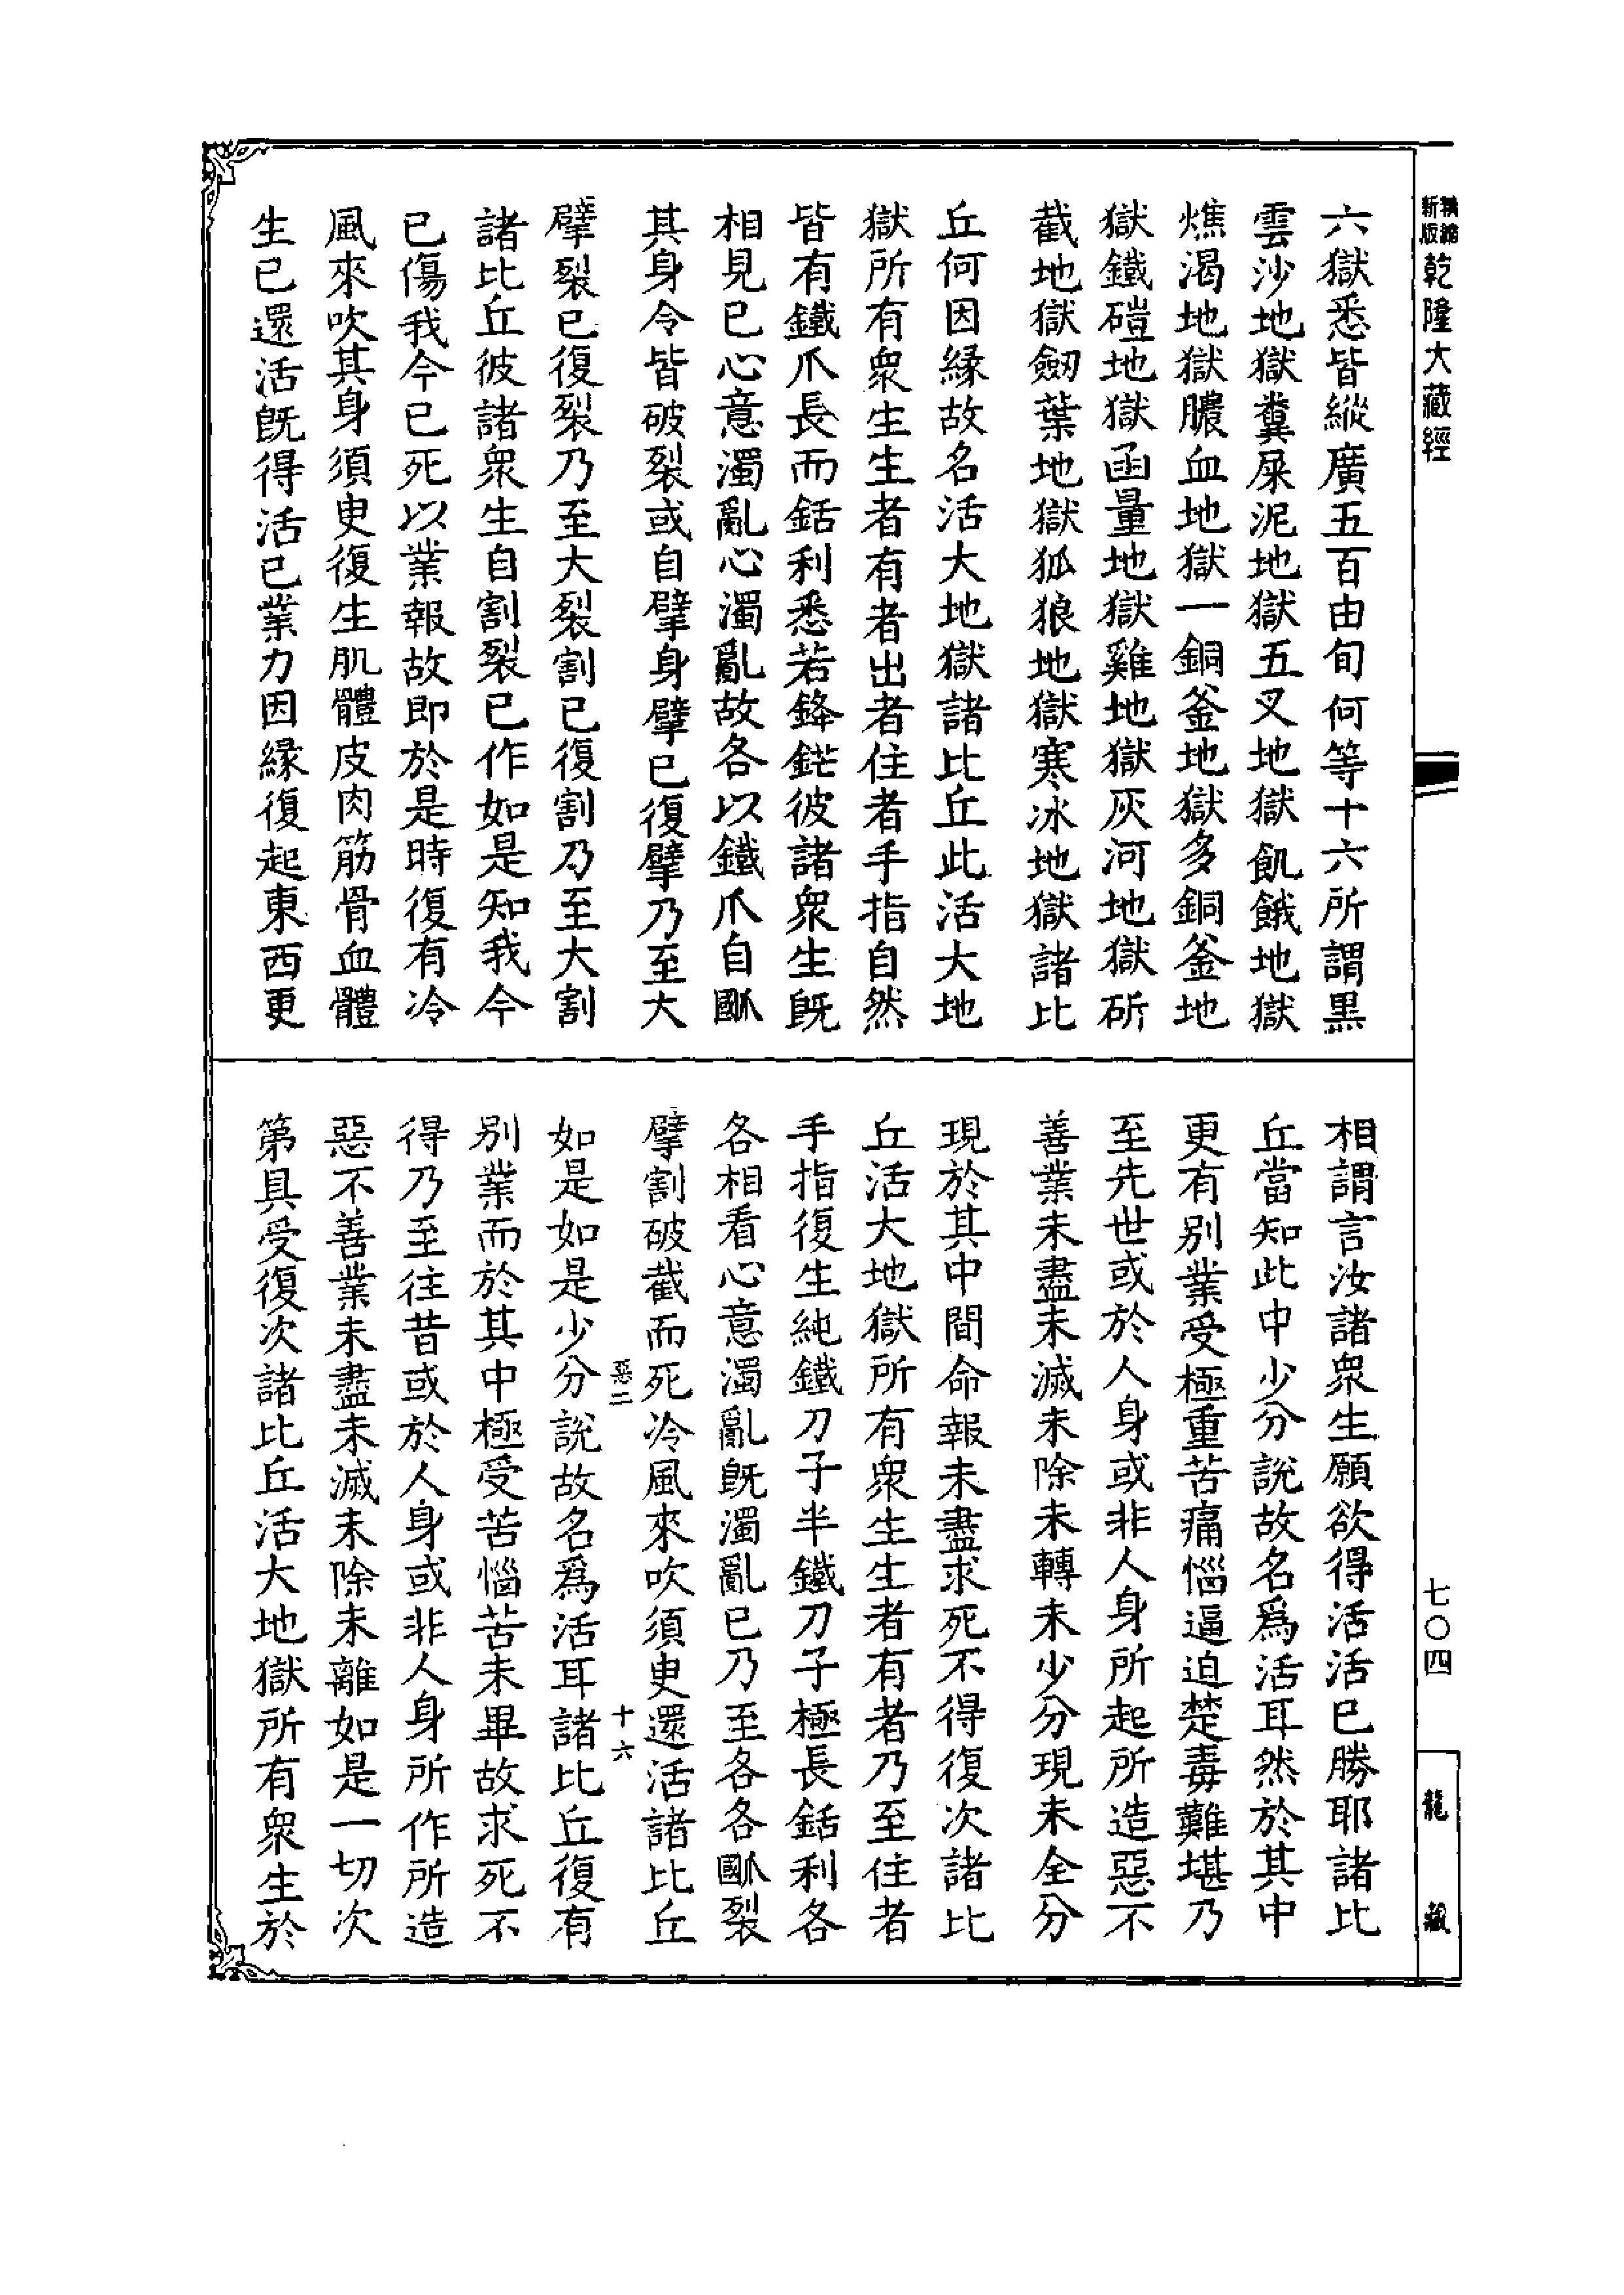 精縮
新版
乾隆大藏經
六獄悉皆縱廣五百由旬何等十六所謂黑
雲沙地獄糞屎泥地獄五叉地獄飢餓地獄
燋渴地獄膿血地獄一銅釜地獄多銅釜地
獄鐵磑地獄函量地獄雞地獄灰河地獄斫
截地獄劒葉地獄狐狼地獄寒冰地獄諸比
丘何因緣故名活大地獄諸比丘此活大地
獄所有眾生生者有者出者住者手指自然
皆有鐵爪長而銛利悉若鋒鋩彼諸眾生既
相見已心意濁亂心濁亂故各以鐵爪自㓟
其身令皆破裂或自擘身擘已復擘乃至大
擘裂已復裂乃至大裂割已復割乃至大割
諸比丘彼諸眾生自割裂已作如是知我今
已傷我今已死以業報故即於是時復有冷
風來吹其身須臾復生肌體皮肉筋骨血體
生已還活既得活已業力因緣復起東西更
相謂言汝諸眾生願欲得活活已勝耶諸比
丘當知此中少分說故名爲活耳然於其中
更有別業受極重苦痛惱逼迫楚毒難堪乃
至先世或於人身或非人身所起所造惡不
善業未盡未滅未除未轉未少分現未全分
現於其中間命報未盡求死不得復次諸比
丘活大地獄所有眾生生者有者乃至住者
手指復生純鐵刀子半鐵刀子極長銛利各
各相看心意濁亂既濁亂已乃至各各㓟裂
擘割破截而死冷風來吹須臾還活諸比丘
惡二
十六
如是如是少分說故名爲活耳諸比丘復有
別業而於其中極受苦惱苦未畢故求死不
得乃至往昔或於人身或非人身所作所造
惡不善業未盡未滅未除未離如是一切次
第具受復次諸比丘活大地獄所有眾生於
七〇四
龍藏